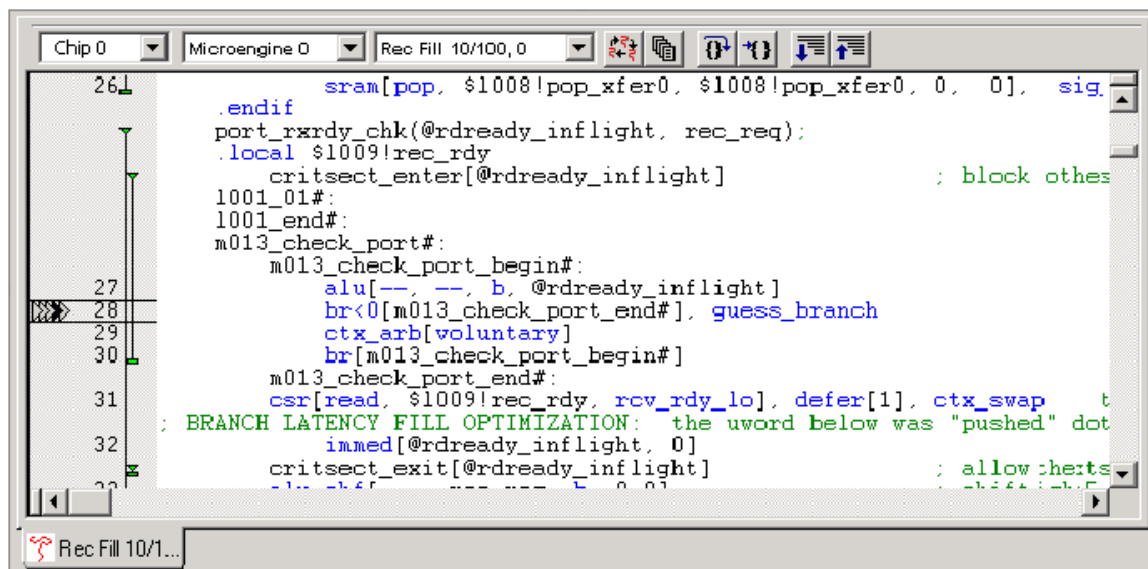 Chip 0 Microengine 0 Rec Fill 10/100, 0
26 sram[pop, $1008!pop_xfer0, $1008!pop_xfer0, 0, 0], sig_
.endif
port_rxrdy_chk(@rdready_inflight, rec_req);
.local $1009!rec_rdy
critsect_enter[@rdready_inflight] ; block othes
1001_01#:
1001_end#:
m013_check_port#:
m013_check_port_begin#:
27 alu[--, --, b, @rdready_inflight]
28 br<0[m013_check_port_end#], guess_branch
29 ctx_arb[voluntary]
30 br[m013_check_port_begin#]
m013_check_port_end#:
31 csr[read, $1009!rec_rdy, rcv_rdy_lo], defer[1], ctx_swap t
; BRANCH LATENCY FILL OPTIMIZATION: the uword below was "pushed" dot
32 immed[@rdready_inflight, 0]
critsect_exit[@rdready_inflight] ; allow
Rec Fill 10/1...